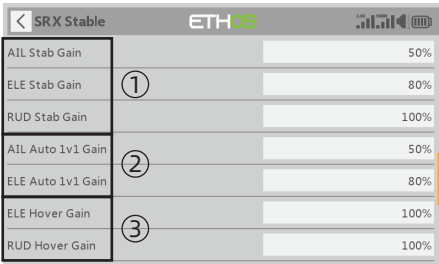 SRX Stable
ETHOS
AIL Stab Gain 50%
ELE Stab Gain 80%
①
RUD Stab Gain 100%
AIL Auto 1v1 Gain 50%
②
ELE Auto 1v1 Gain 80%
ELE Hover Gain 100%
③
RUD Hover Gain 100%